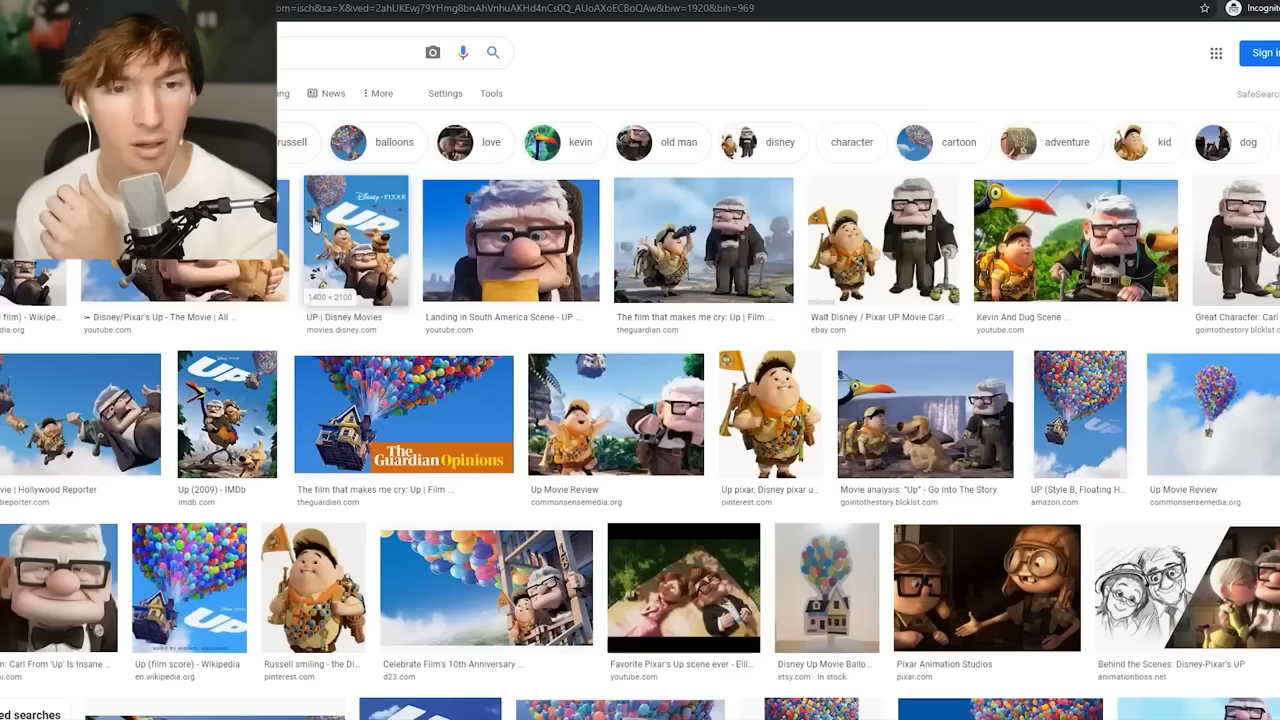 bm=isch&sa=X&ved=2ahUKEwj79YHmg8bnAhVnhuAKHd4nCs0Q_AUoAXoECBoQAw&biw=1920&bih=969
Incognito
Sign in
ng
News
More
Settings
Tools
SafeSearch
russell
balloons
love
kevin
old man
disney
character
cartoon
adventure
kid
dog
Disney·PIXAR
UP
1400 × 2100
film) - Wikipe...
dia.org
Disney/Pixar's Up - The Movie | All ...
youtube.com
UP | Disney Movies
movies.disney.com
Landing in South America Scene - UP ...
youtube.com
The film that makes me cry: Up | Film ...
theguardian.com
Walt Disney / Pixar UP Movie Carl ...
ebay.com
Kevin And Dug Scene ...
youtube.com
Great Character: Carl
gointothestory.blcklst.c
UP
The Guardian Opinions
UP
vie | Hollywood Reporter
dreporter.com
Up (2009) - IMDb
imdb.com
The film that makes me cry: Up | Film ...
theguardian.com
Up Movie Review
commonsensemedia.org
Up pixar, Disney pixar u...
pinterest.com
Movie analysis: "Up" - Go Into The Story
gointothestory.blcklst.com
UP (Style B, Floating H...
amazon.com
Up Movie Review
commonsensemedia.org
UP
m: Carl From 'Up' Is Insane ...
ni.com
Up (film score) - Wikipedia
en.wikipedia.org
Russell smiling - the Di...
pinterest.com
Celebrate Film's 10th Anniversary ...
d23.com
Favorite Pixar's Up scene ever - Elli...
youtube.com
Disney Up Movie Ballo...
etsy.com · In stock
Pixar Animation Studios
pixar.com
Behind the Scenes: Disney-Pixar's UP
animationboss.net
ed searches